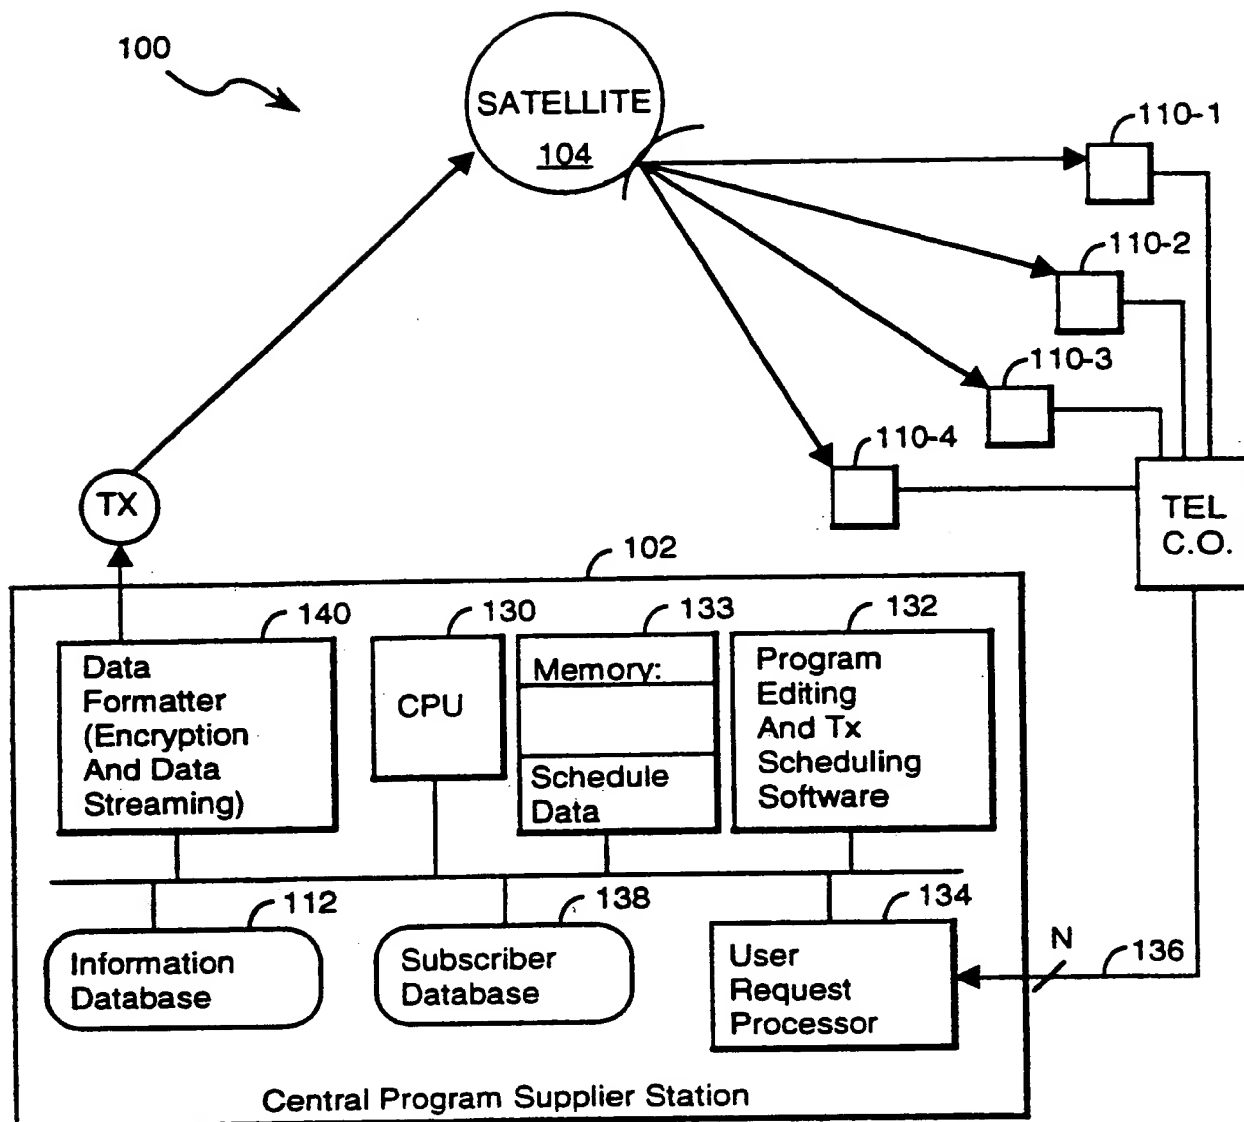 100
SATELLITE
104
110-1
110-2
110-3
110-4
TX
TEL
C.O.
102
140
130
133
132
Data
Formatter
(Encryption
And Data
Streaming)
CPU
Memory:
Schedule
Data
Program
Editing
And Tx
Scheduling
Software
112
138
134
Information
Database
Subscriber
Database
User
Request
Processor
N
136
Central Program Supplier Station